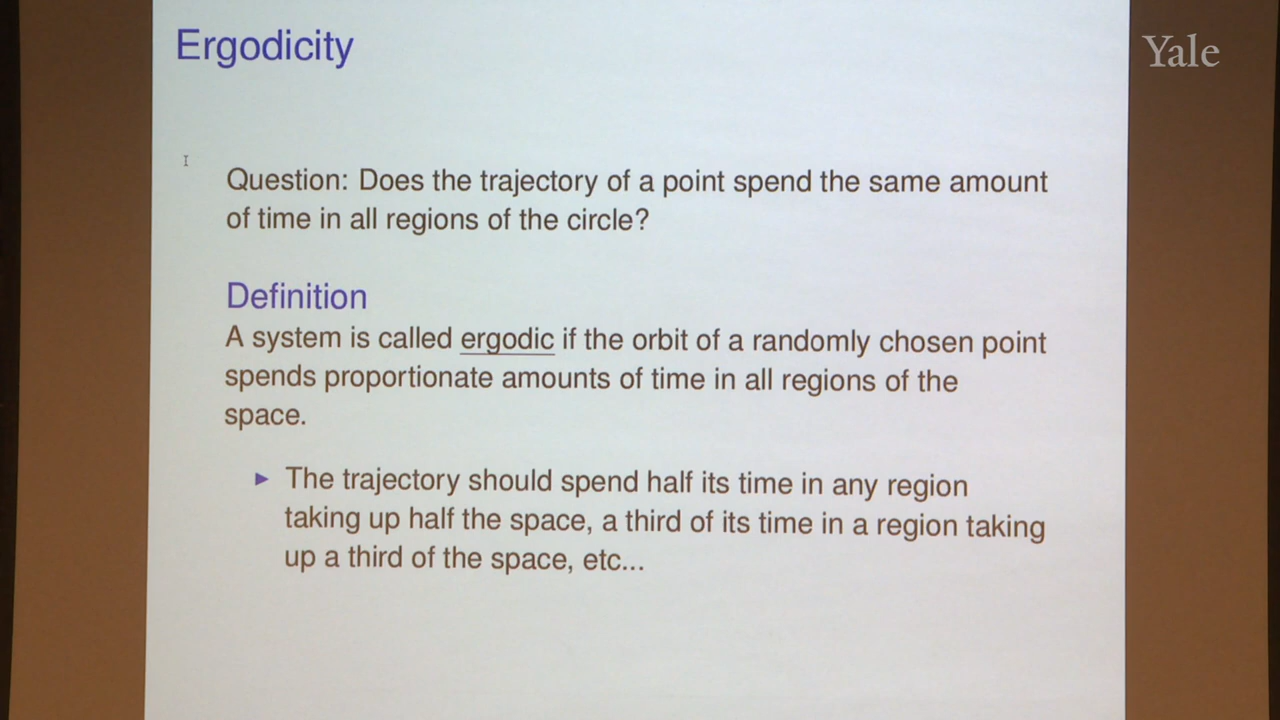 Ergodicity
Yale
Question: Does the trajectory of a point spend the same amount
of time in all regions of the circle?
Definition
A system is called ergodic if the orbit of a randomly chosen point
spends proportionate amounts of time in all regions of the
space.
The trajectory should spend half its time in any region
taking up half the space, a third of its time in a region taking
up a third of the space, etc...